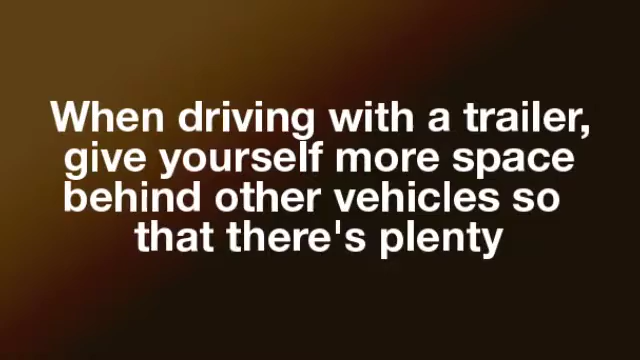 When driving with a trailer,
give yourself more space
behind other vehicles so
that there's plenty